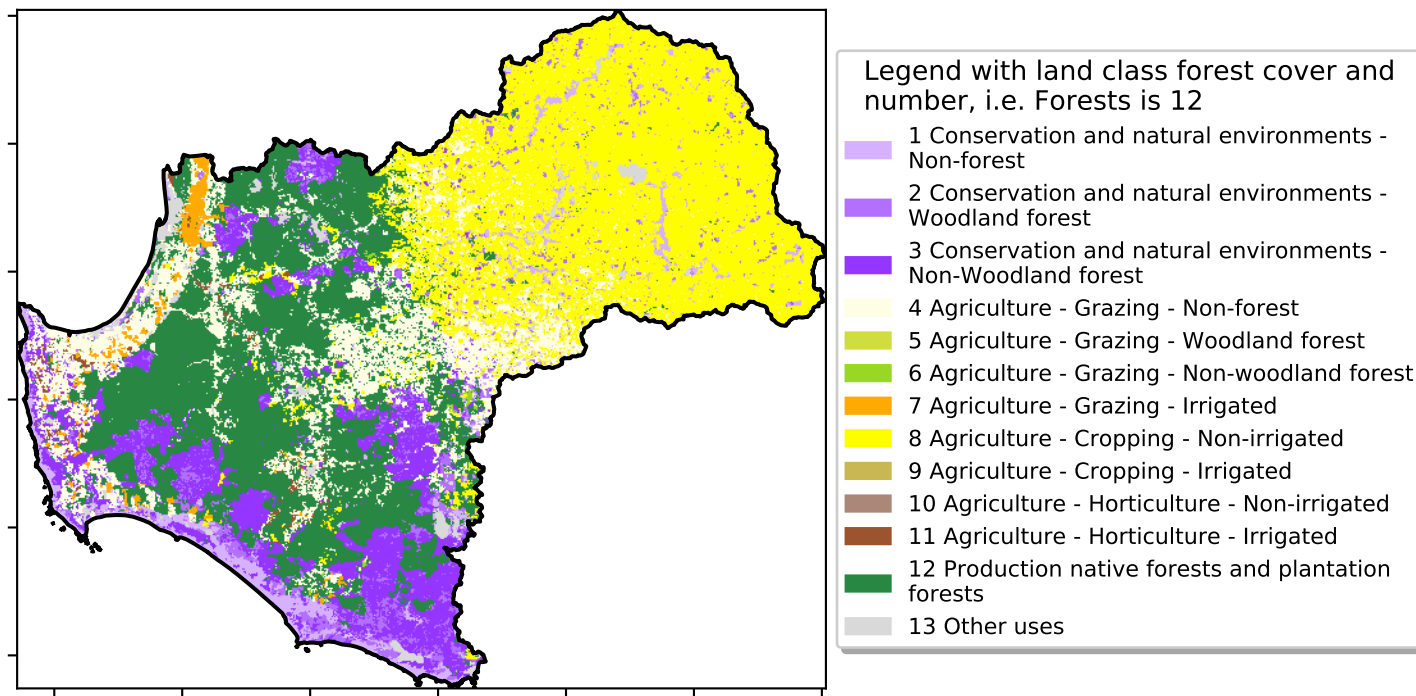 Legend with land class forest cover and
number, i.e. Forests is 12
1 Conservation and natural environments -
Non-forest
2 Conservation and natural environments -
Woodland forest
3 Conservation and natural environments -
Non-Woodland forest
4 Agriculture - Grazing - Non-forest
5 Agriculture - Grazing - Woodland forest
6 Agriculture - Grazing - Non-woodland forest
7 Agriculture - Grazing - Irrigated
8 Agriculture - Cropping - Non-irrigated
9 Agriculture - Cropping - Irrigated
10 Agriculture - Horticulture - Non-irrigated
11 Agriculture - Horticulture - Irrigated
12 Production native forests and plantation
forests
13 Other uses